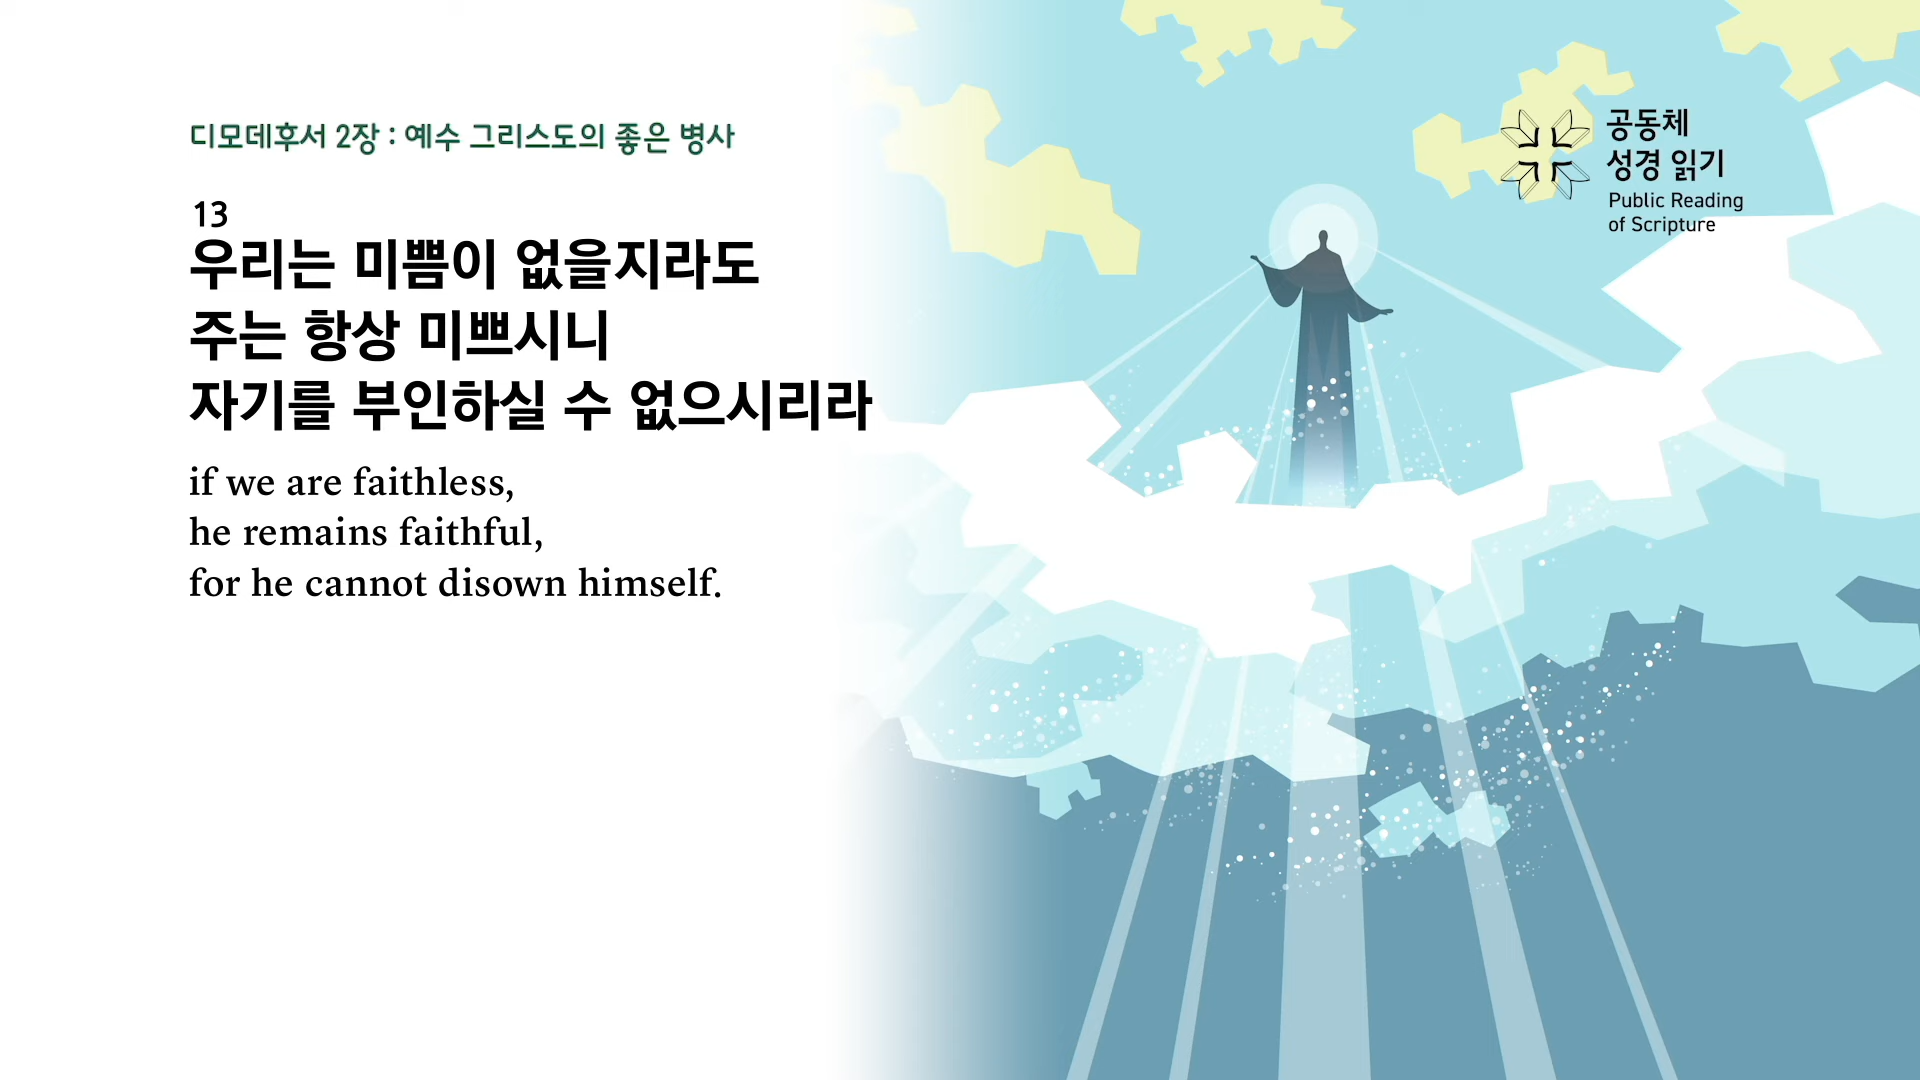 디모데후서 2장 : 예수 그리스도의 좋은 병사
13
우리는 미쁨이 없을지라도
주는 항상 미쁘시니
자기를 부인하실 수 없으시리라
if we are faithless,
he remains faithful,
for he cannot disown himself.
공동체
성경 읽기
Public Reading
of Scripture